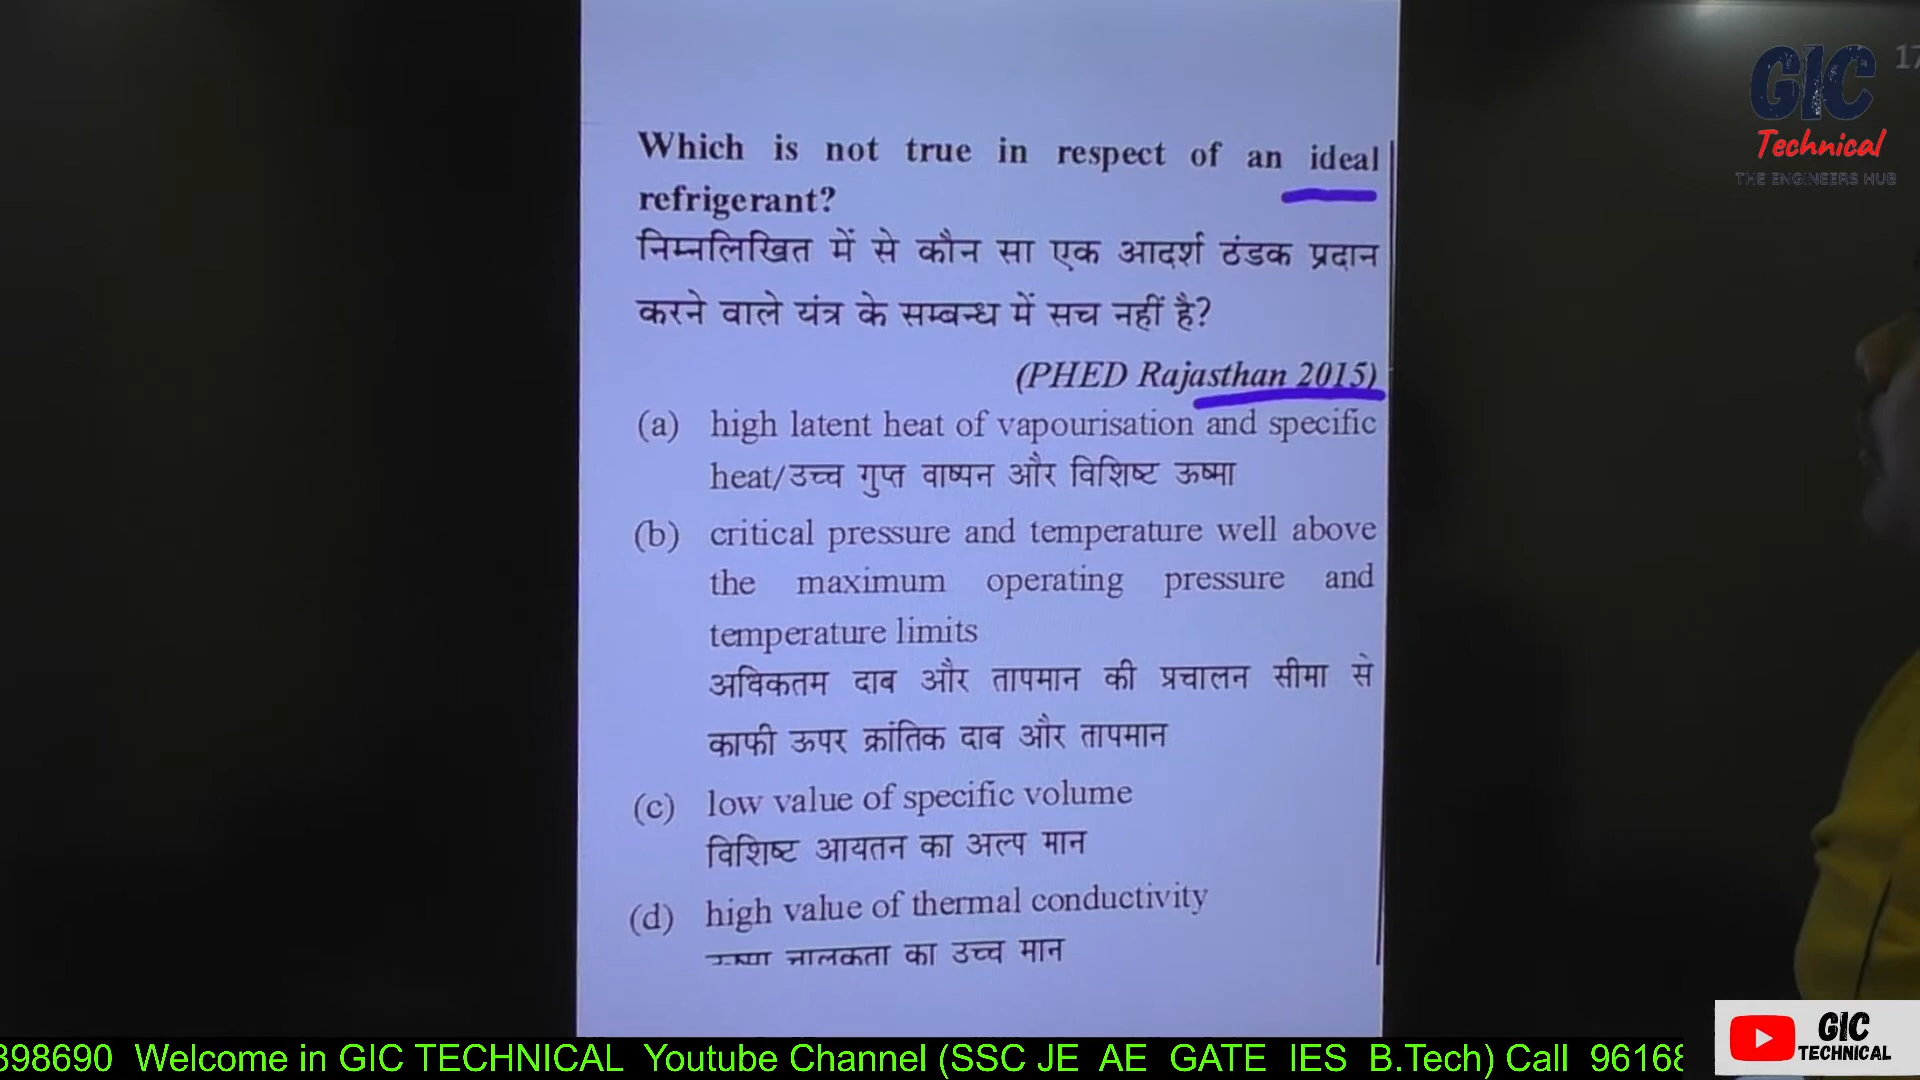 GIC
Technical
THE ENGINEERS HUB
17
Which is not true in respect of an ideal
refrigerant?
निम्नलिखित में से कौन सा एक आदर्श ठंडक प्रदान
करने वाले यंत्र के सम्बन्ध में सच नहीं है?
(PHED Rajasthan 2015)
(a) high latent heat of vapourisation and specific
heat/उच्च गुप्त वाष्पन और विशिष्ट ऊष्मा
(b) critical pressure and temperature well above
the maximum operating pressure and
temperature limits
अधिकतम दाब और तापमान की प्रचालन सीमा से
काफी ऊपर क्रांतिक दाब और तापमान
(c) low value of specific volume
विशिष्ट आयतन का अल्प मान
(d) high value of thermal conductivity
चालकता का उच्च मान
398690 Welcome in GIC TECHNICAL Youtube Channel (SSC JE AE GATE IES B.Tech) Call 96168
GIC
TECHNICAL